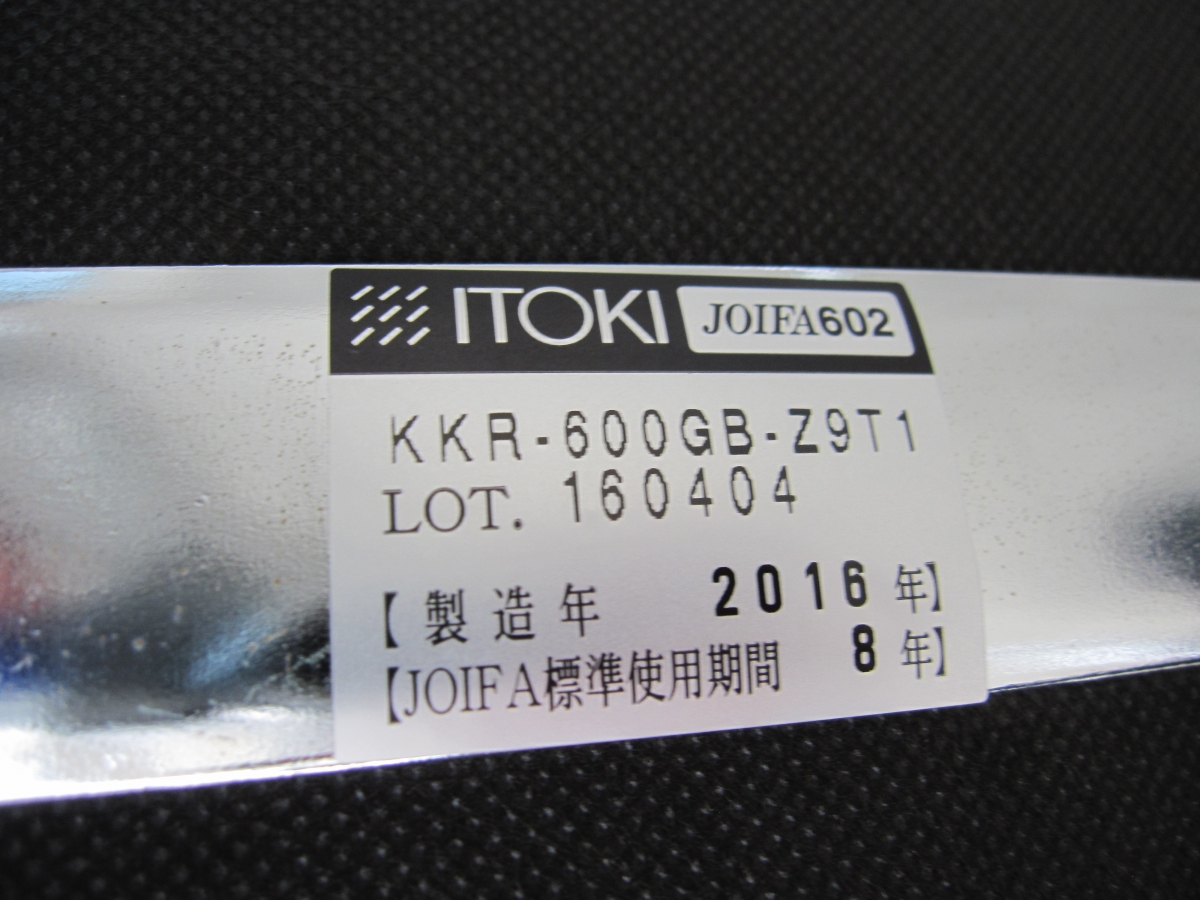 ITOKI JOIFA602
KKR-600GB-Z9T1
LOT. 160404
【製造年 2016年】
【JOIFA標準使用期間 8年】